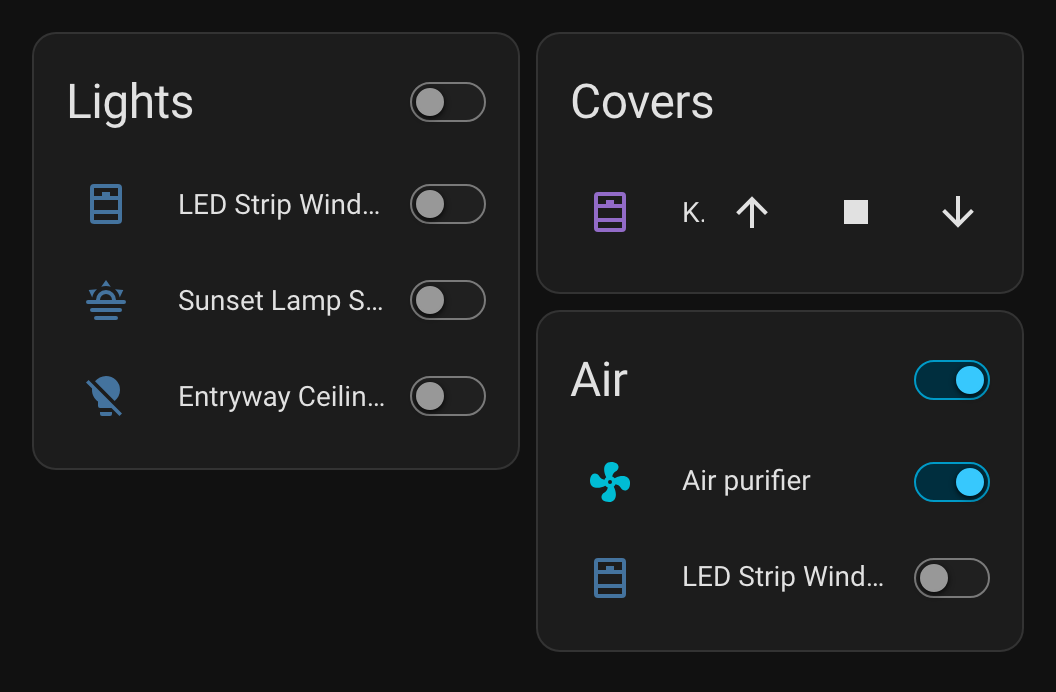 Lights
LED Strip Wind...
Sunset Lamp S...
Entryway Ceilin...
Covers
K.
Air
Air purifier
LED Strip Wind...